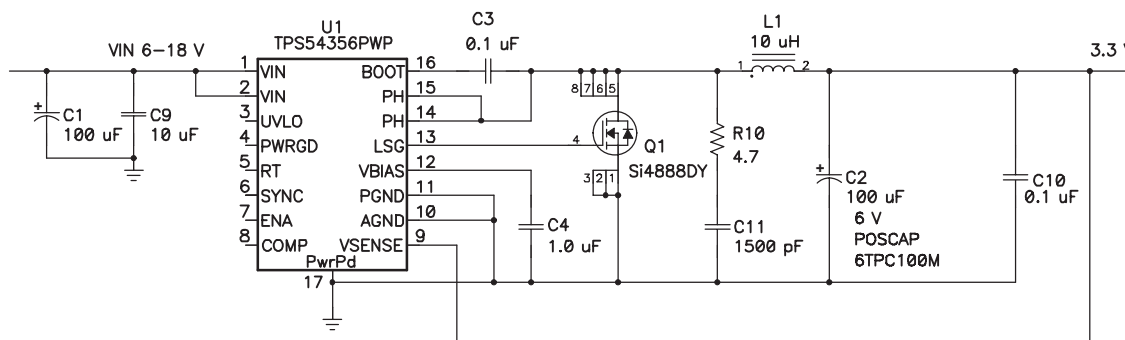 U1
TPS54356PWP
C3
0.1 uF
L1
10 uH
VIN 6–18 V
3.3 V
1 VIN BOOT 16
2 VIN PH 15
3 UVLO PH 14
4 PWRGD LSG 13
5 RT VBIAS 12
6 SYNC PGND 11
7 ENA AGND 10
8 COMP VSENSE 9
PwrPd
17
+
C1
100 uF
C9
10 uF
C4
1.0 uF
8 7 6 5
4
3 2 1
Q1
Si4888DY
1 2
R10
4.7
C11
1500 pF
+
C2
100 uF
6 V
POSCAP
6TPC100M
C10
0.1 uF